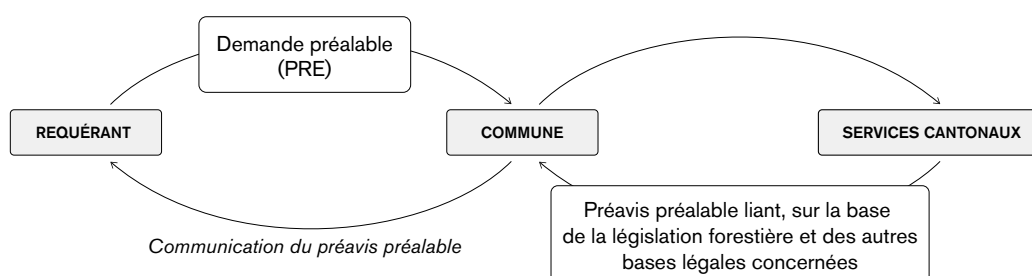 Demande préalable
(PRE)
REQUÉRANT
COMMUNE
SERVICES CANTONAUX
Communication du préavis préalable
Préavis préalable liant, sur la base
de la législation forestière et des autres
bases légales concernées